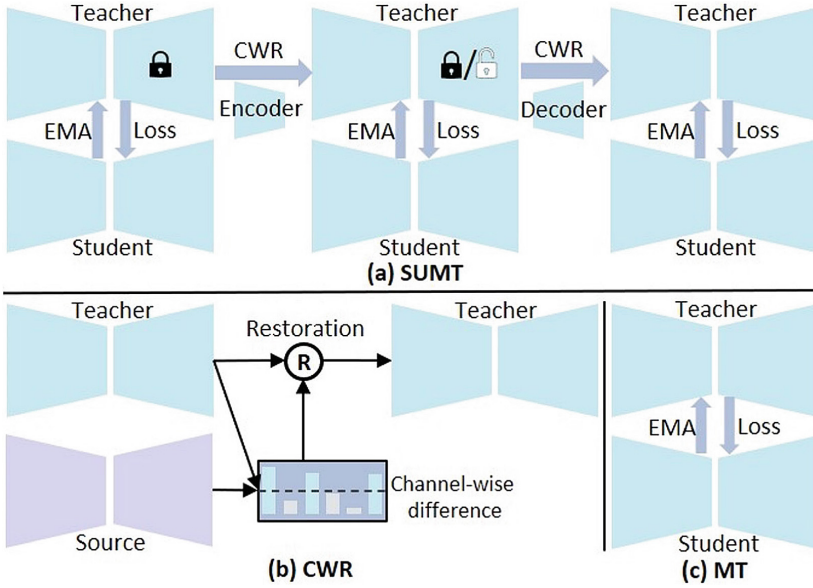 Teacher
Teacher
Teacher
CWR
CWR
Encoder
Decoder
EMA
Loss
EMA
Loss
EMA
Loss
Student
Student
Student
(a) SUMT
Teacher
Restoration
Teacher
Teacher
R
EMA
Loss
Channel-wise
difference
Source
Student
(b) CWR
(c) MT